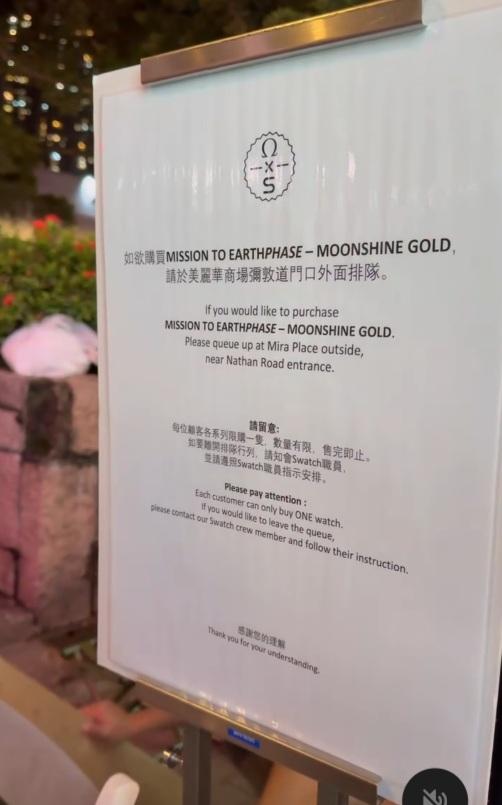 Ω
X
S
如欲購買MISSION TO EARTHPHASE – MOONSHINE GOLD,
請於美麗華商場彌敦道門口外面排隊。
If you would like to purchase
MISSION TO EARTHPHASE – MOONSHINE GOLD.
Please queue up at Mira Place outside,
near Nathan Road entrance.
請留意:
每位顧客各系列限購一隻，數量有限，售完即止。
如要離開排隊行列，請知會Swatch職員，
並請遵照Swatch職員指示安排。
Please pay attention :
Each customer can only buy ONE watch.
If you would like to leave the queue,
please contact our Swatch crew member and follow their instruction.
感謝您的理解
Thank you for your understanding.